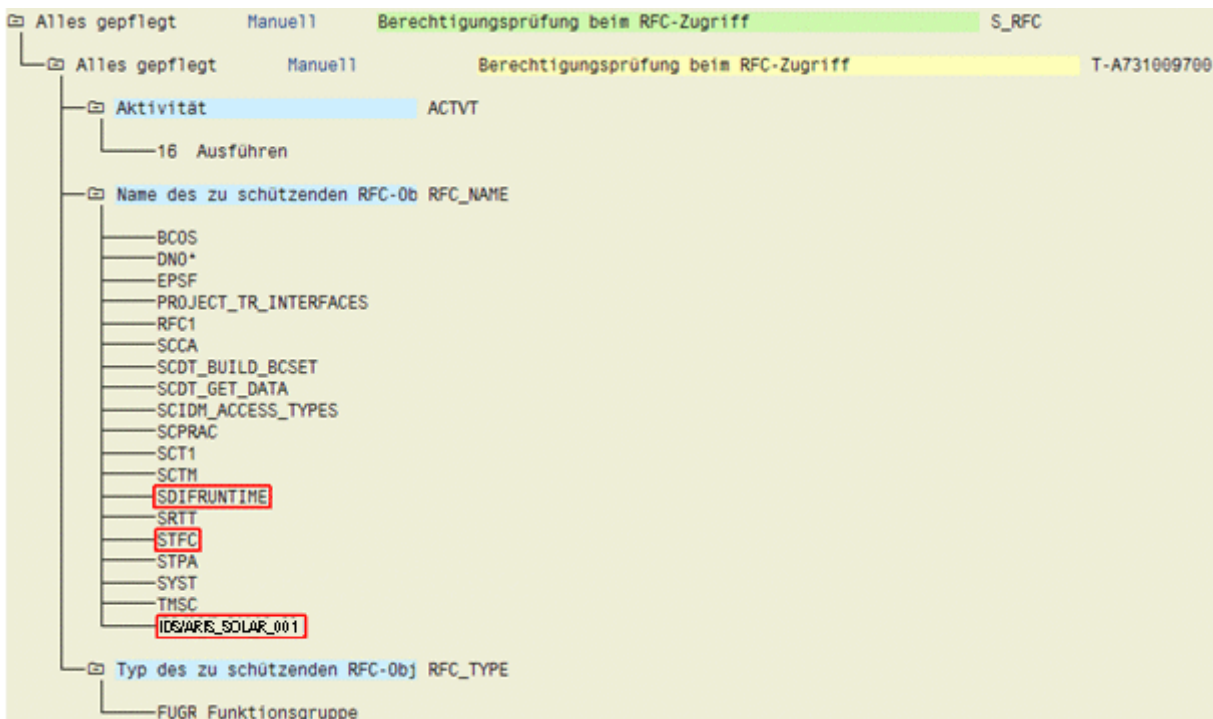 Alles gepflegt Manuell Berechtigungsprüfung beim RFC-Zugriff S_RFC
Alles gepflegt Manuell Berechtigungsprüfung beim RFC-Zugriff T-A731009700
Aktivität ACTVT
16 Ausführen
Name des zu schützenden RFC-Ob RFC_NAME
BCOS
DNO*
EPSF
PROJECT_TR_INTERFACES
RFC1
SCCA
SCDT_BUILD_BCSET
SCDT_GET_DATA
SCIDM_ACCESS_TYPES
SCPRAC
SCT1
SCTM
SDIFRUNTIME
SRTT
STFC
STPA
SYST
TMSC
IDS/ARIS_SOLAR_001
Typ des zu schützenden RFC-Obj RFC_TYPE
FUGR Funktionsgruppe